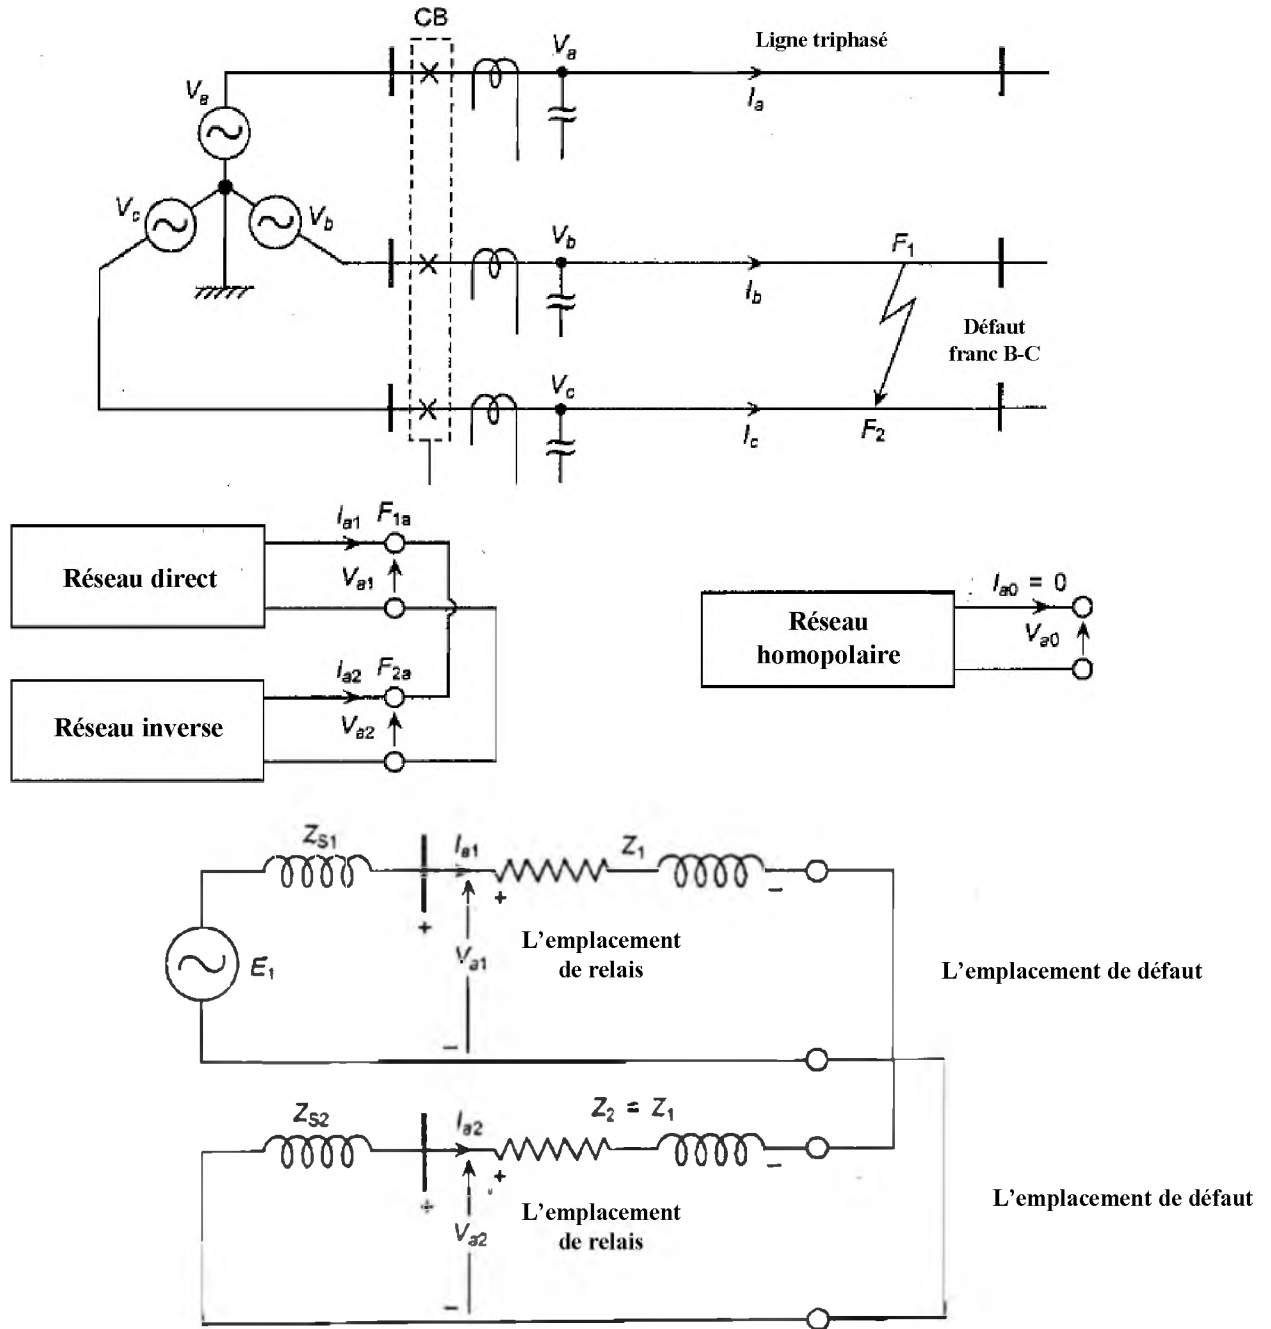 CB
Ligne triphasé
Va
Va
Ia
Vc
Vb
Vb
F1
Ib
Défaut
franc B-C
Vc
Ic
F2
Ia1 F1a
Réseau direct
Va1
Ia0 = 0
Réseau
homopolaire
Va0
Ia2 F2a
Réseau inverse
Va2
ZS1
Ia1
Z1
+
−
+
E1
Va1
L'emplacement
de relais
L'emplacement de défaut
−
ZS2
Ia2
Z2 = Z1
+
−
+
Va2
L'emplacement
de relais
L'emplacement de défaut
−